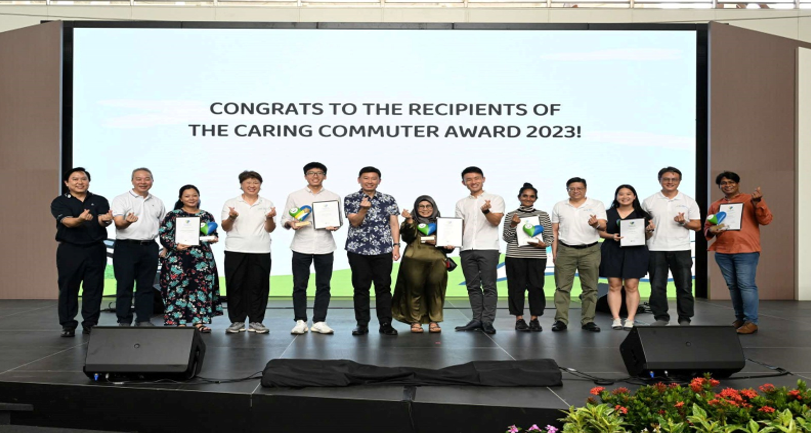 CONGRATS TO THE RECIPIENTS OF
THE CARING COMMUTER AWARD 2023!